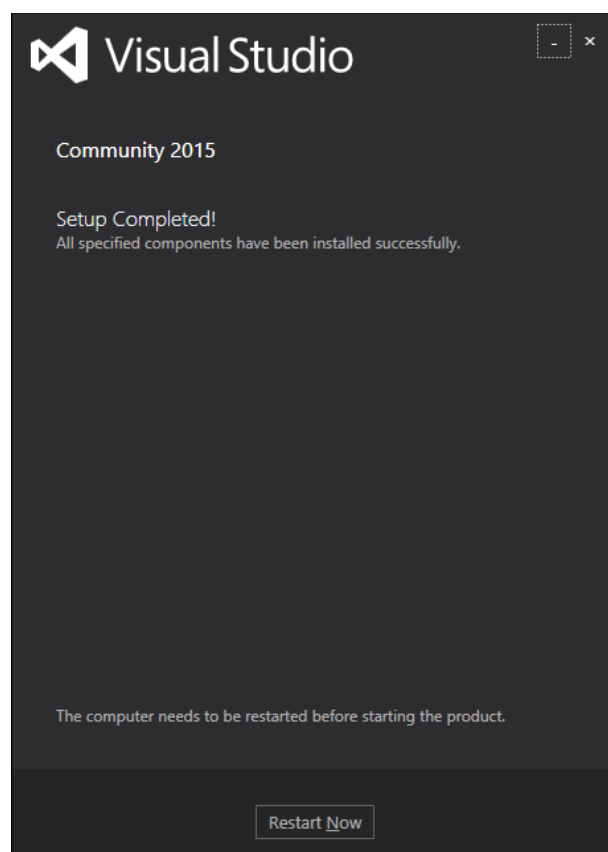 Visual Studio
Community 2015
Setup Completed!
All specified components have been installed successfully.
The computer needs to be restarted before starting the product.
Restart Now